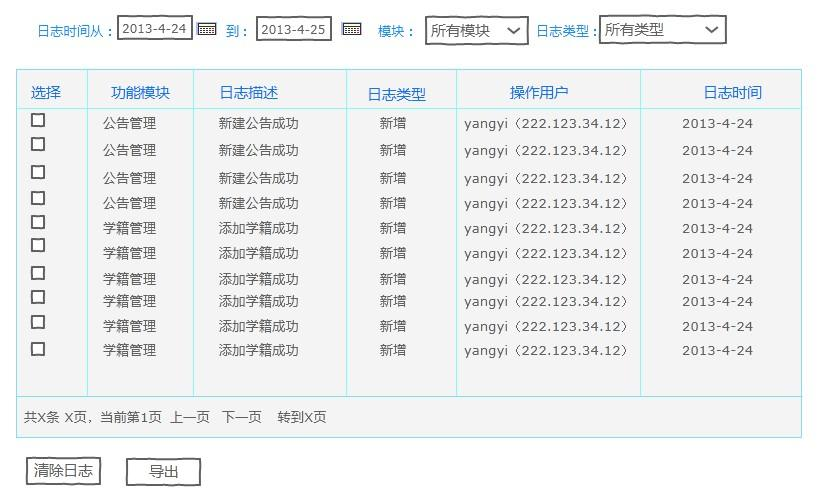 日志时间从： 2013-4-24 到： 2013-4-25 模块： 所有模块 日志类型： 所有类型
选择 功能模块 日志描述 日志类型 操作用户 日志时间
公告管理 新建公告成功 新增 yangyi（222.123.34.12） 2013-4-24
公告管理 新建公告成功 新增 yangyi（222.123.34.12） 2013-4-24
公告管理 新建公告成功 新增 yangyi（222.123.34.12） 2013-4-24
公告管理 新建公告成功 新增 yangyi（222.123.34.12） 2013-4-24
学籍管理 添加学籍成功 新增 yangyi（222.123.34.12） 2013-4-24
学籍管理 添加学籍成功 新增 yangyi（222.123.34.12） 2013-4-24
学籍管理 添加学籍成功 新增 yangyi（222.123.34.12） 2013-4-24
学籍管理 添加学籍成功 新增 yangyi（222.123.34.12） 2013-4-24
学籍管理 添加学籍成功 新增 yangyi（222.123.34.12） 2013-4-24
学籍管理 添加学籍成功 新增 yangyi（222.123.34.12） 2013-4-24
共X条 X页，当前第1页 上一页 下一页 转到X页
清除日志 导出